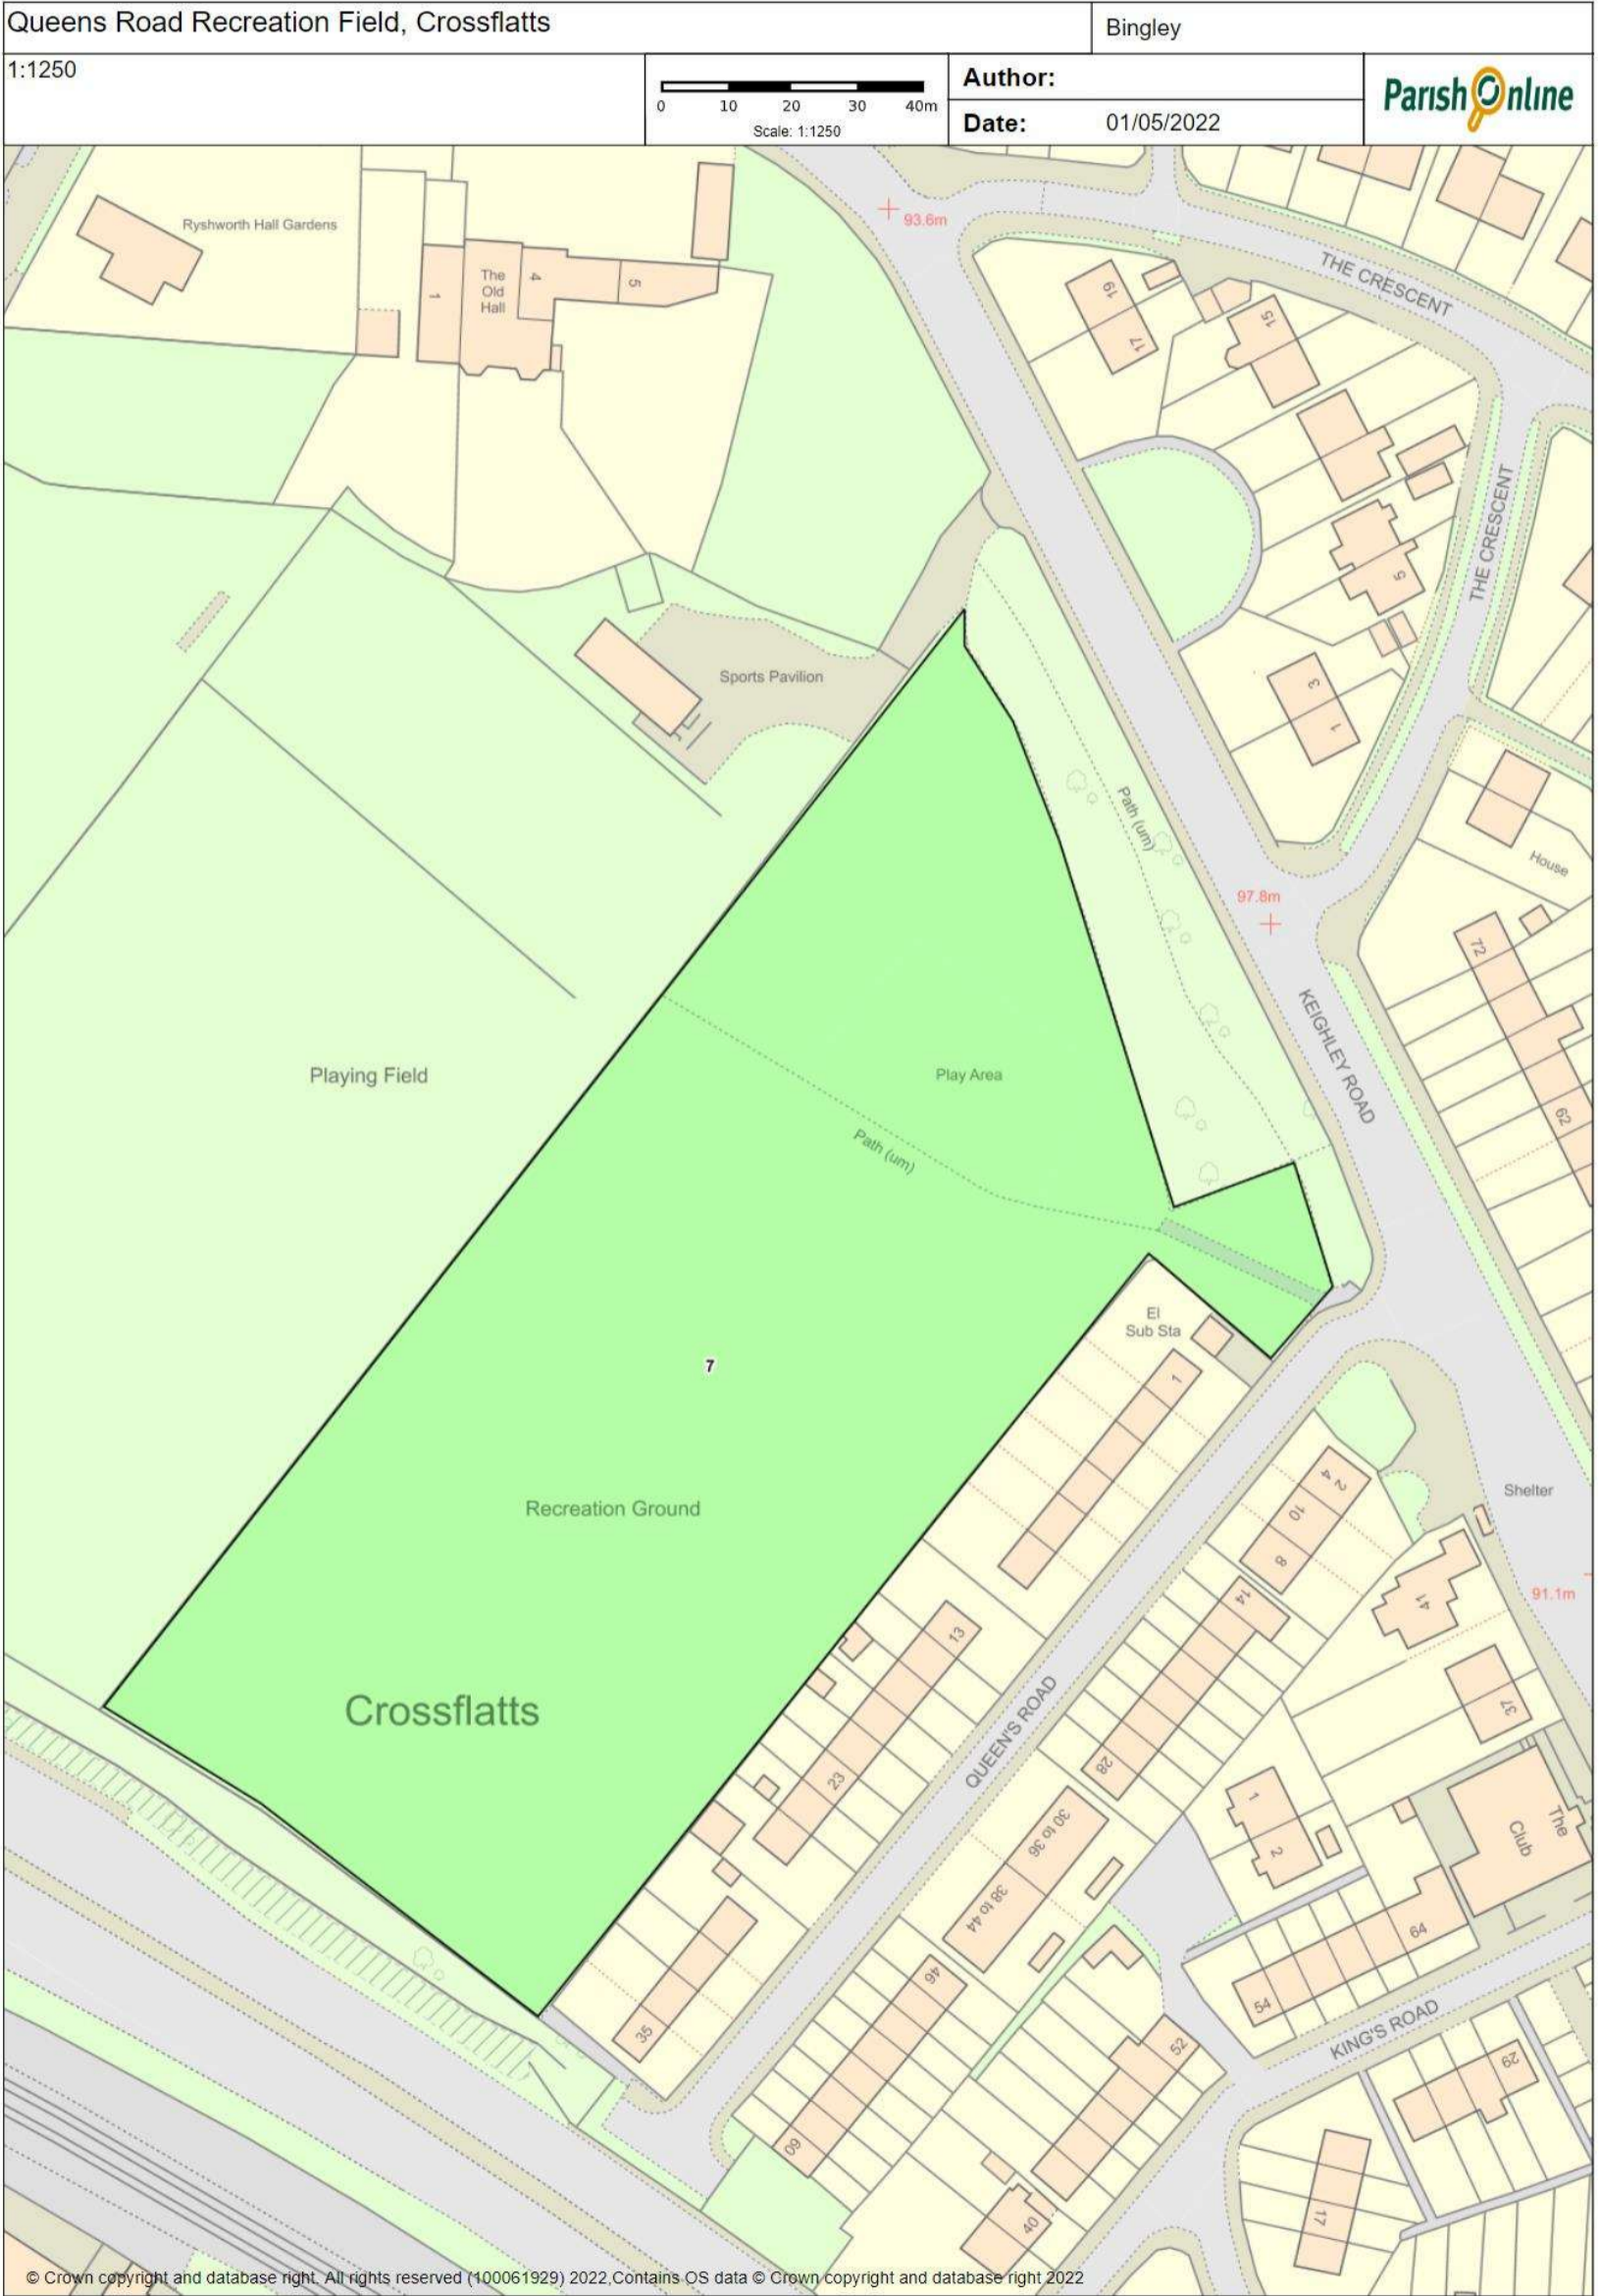 Queens Road Recreation Field, Crossflatts
Bingley
1:1250
0 10 20 30 40m
Scale: 1:1250
Author:
Date: 01/05/2022
Parish Online
Ryshworth Hall Gardens
The
Old
Hall
1
4
5
93.6m
THE CRESCENT
19
17
15
5
3
1
THE CRESCENT
Sports Pavilion
Path (um)
House
97.8m
72
62
KEIGHLEY ROAD
Playing Field
Play Area
Path (um)
El
Sub Sta
1
7
Recreation Ground
Crossflatts
2
4
10
8
Shelter
91.1m
41
37
14
28
13
23
QUEEN'S ROAD
30 to 36
38 to 44
1
2
The
Club
64
54
KING'S ROAD
46
60
35
52
40
29
17
© Crown copyright and database right. All rights reserved (100061929) 2022,Contains OS data © Crown copyright and database right 2022